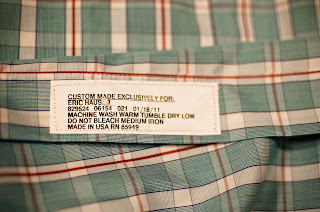 CUSTOM MADE EXCLUSIVELY FOR:
ERIC HAUS
829524 06154 021 01/18/11
MACHINE WASH WARM TUMBLE DRY LOW
DO NOT BLEACH MEDIUM IRON
MADE IN USA RN 85949